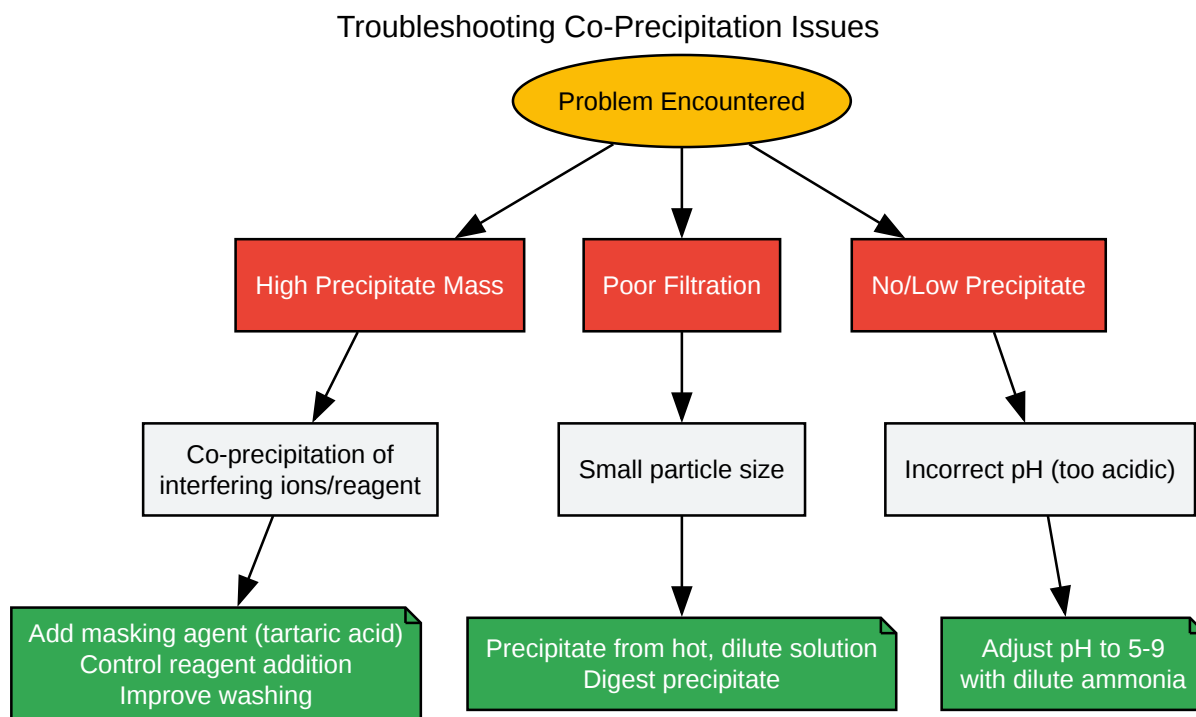 Troubleshooting Co-Precipitation Issues
Problem Encountered
High Precipitate Mass
Poor Filtration
No/Low Precipitate
Co-precipitation of
interfering ions/reagent
Small particle size
Incorrect pH (too acidic)
Add masking agent (tartaric acid)
Control reagent addition
Improve washing
Precipitate from hot, dilute solution
Digest precipitate
Adjust pH to 5-9
with dilute ammonia